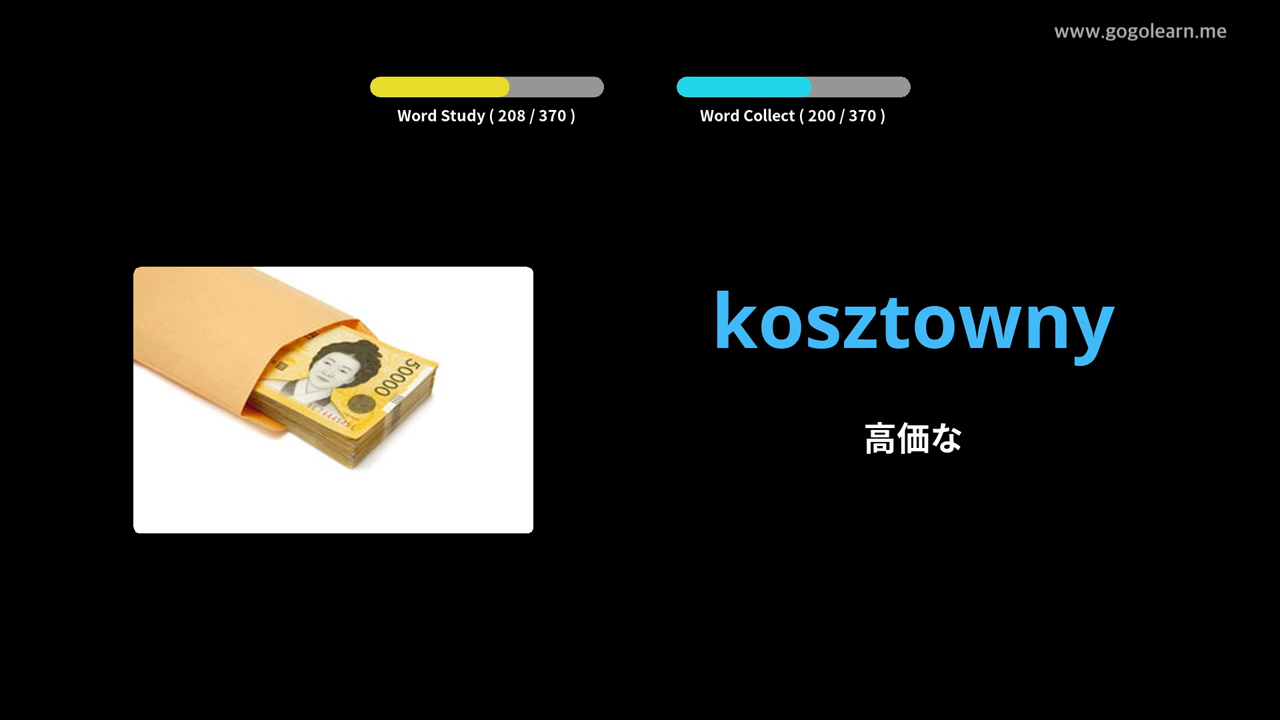 www.gogolearn.me
Word Study ( 208 / 370 )
Word Collect ( 200 / 370 )
50000
kosztowny
高価な